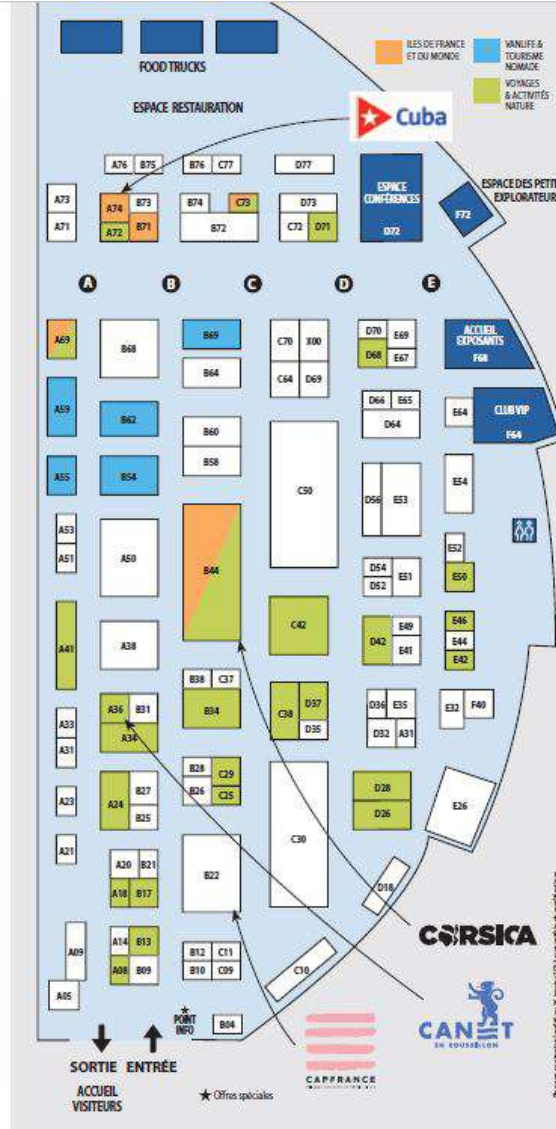 ILES DE FRANCE
ET DU MONDE
VANLIFE &
TOURISME
NOMADE
VOYAGES
& ACTIVITÉS
NATURE
FOOD TRUCKS
ESPACE RESTAURATION
Cuba
A76 B75 B76 C77 D77
ESPACE
CONFÉRENCES
D72
ESPACE DES PETI
EXPLORATEUR
F72
A73 A74 B73 B74 C73 D73
A71 A72 B71 B72 C72 D71
A B C D E
A69 B68 B69 C70 X00 D70 E69
D68 E67
ACCUEIL
EXPOSANTS
F68
B64 C64 D69
A59 B62 B60 D66 E65 E64
D64
CLUB VIP
F64
B58
A55 B54 C50 D56 E53 E54
A53 A50 B44 E52
A51 D54 E51 E50
D52
A41 A38 C42 D42 E49 E46
E41 E44
E42
B38 C37
A36 B31 B34 C38 D37 D36 E35 E32 F40
A33 A34 D35 D32 A31
A31
A24 B27 B28 C29 D28 E26
A23 B25 B26 C25 D26
C30
A21 A20 B21 B22
A18 B17 D18
A09 A14 B13 B12 C11
A08 B09 B10 C09 C10
A05
CORSICA
CANET
EN ROUSSILLON
POINT
INFO
B04
SORTIE ENTRÉE
ACCUEIL
VISITEURS
★ Offres spéciales
CAPFRANCE